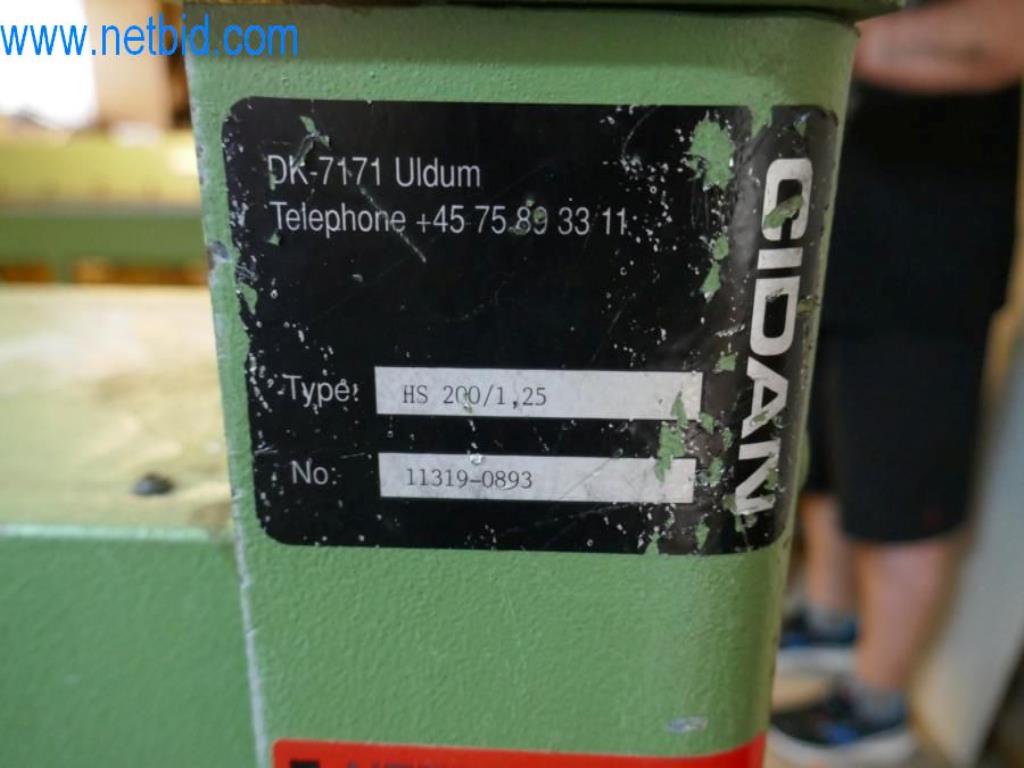 www.netbid.com
DK-7171 Uldum
Telephone +45 75 89 33 11
CIDAN
Type:
HS 200/1,25
No:
11319-0893